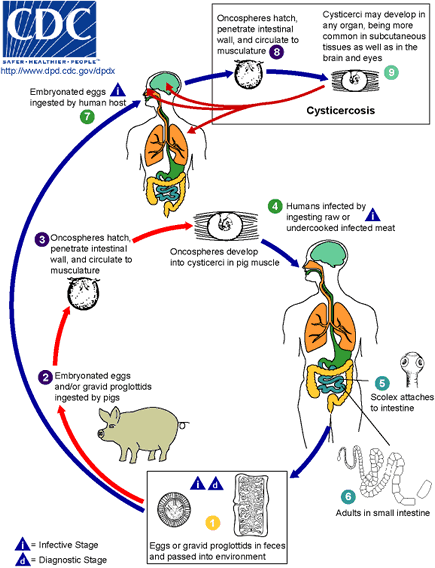 CDC
SAFER•HEALTHIER•PEOPLE™
http://www.dpd.cdc.gov/dpdx
Oncospheres hatch,
penetrate intestinal
wall, and circulate to
musculature
8
Cysticerci may develop in
any organ, being more
common in subcutaneous
tissues as well as in the
brain and eyes
9
Cysticercosis
Embryonated eggs
ingested by human host
i
7
4
Humans infected by
ingesting raw or
undercooked infected meat
i
3
Oncospheres hatch,
penetrate intestinal
wall, and circulate to
musculature
Oncospheres develop
into cysticerci in pig muscle
2
Embryonated eggs
and/or gravid proglottids
ingested by pigs
5
Scolex attaches
to intestine
6
Adults in small intestine
i
d
1
Eggs or gravid proglottids in feces
and passed into environment
i = Infective Stage
d = Diagnostic Stage